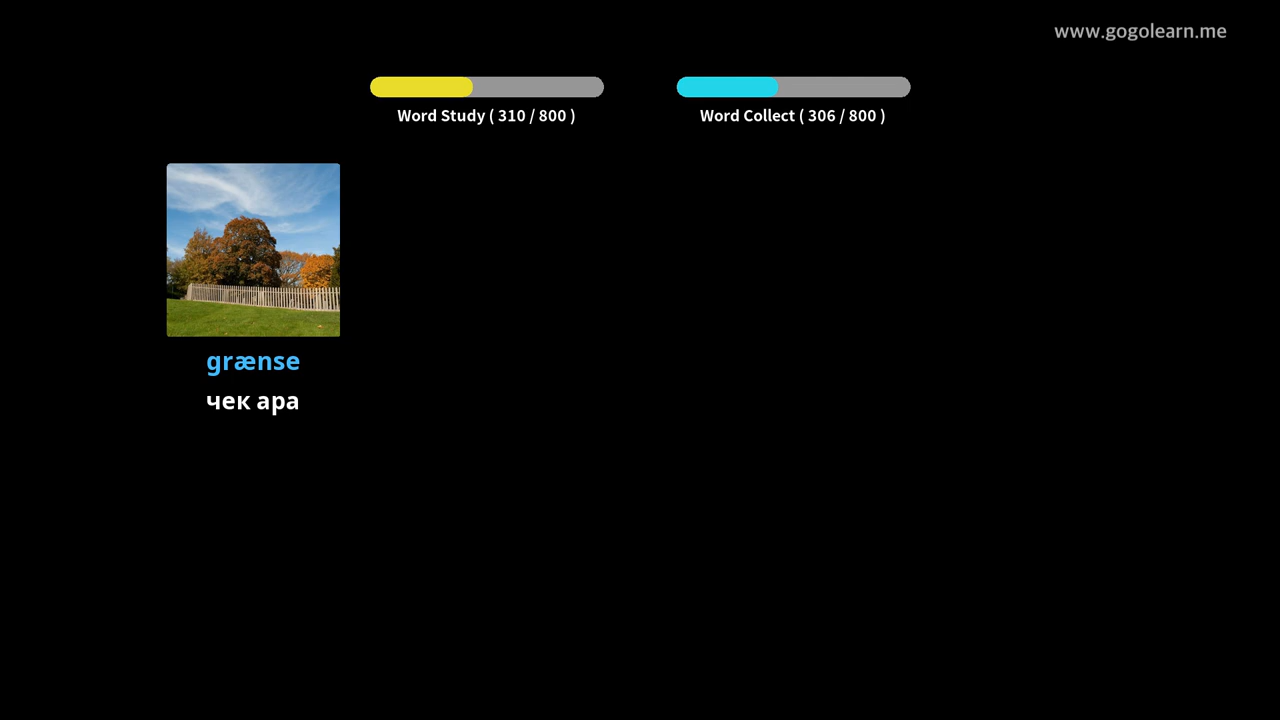 www.gogolearn.me
Word Study ( 310 / 800 )
Word Collect ( 306 / 800 )
grænse
чек ара